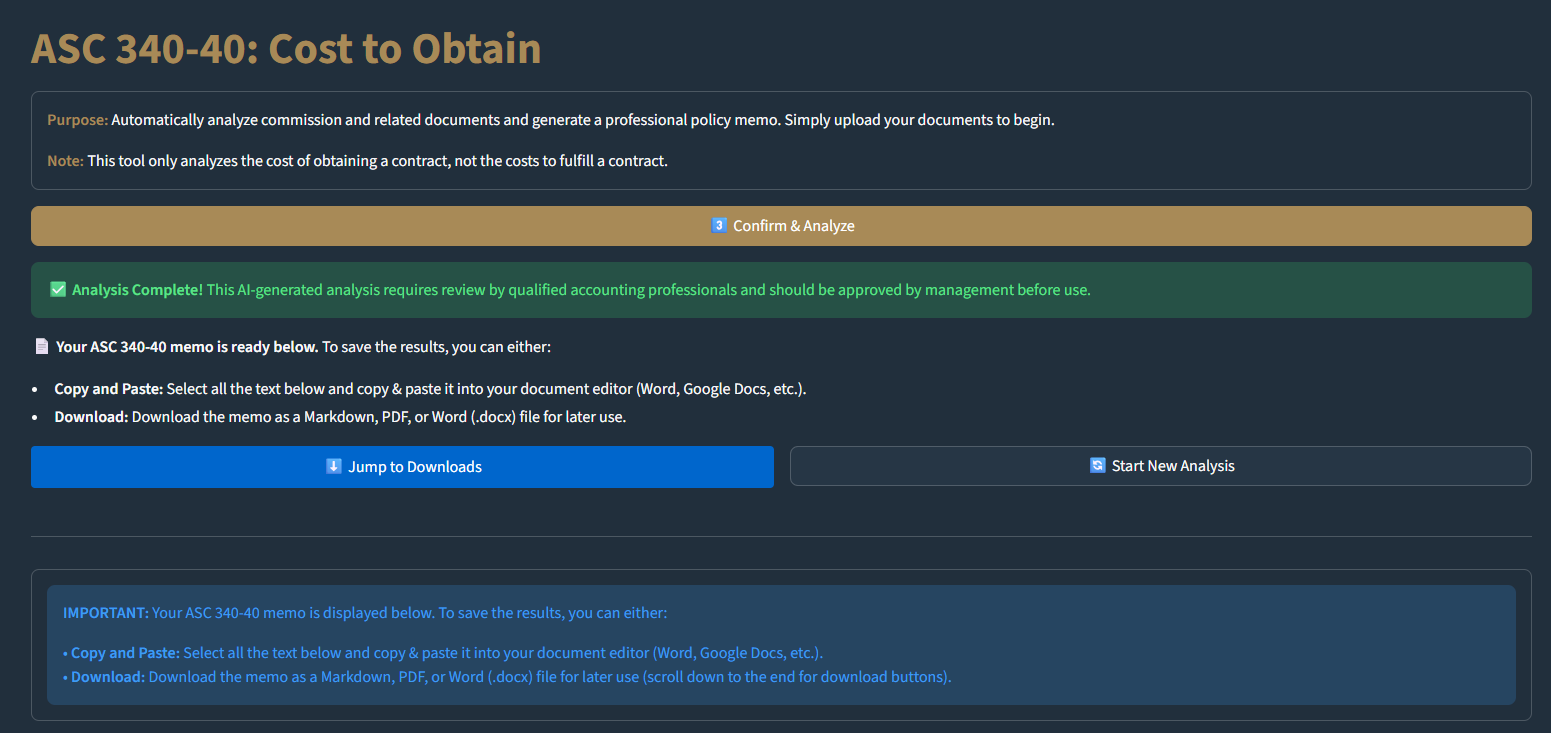 ASC 340-40: Cost to Obtain
Purpose: Automatically analyze commission and related documents and generate a professional policy memo. Simply upload your documents to begin.
Note: This tool only analyzes the cost of obtaining a contract, not the costs to fulfill a contract.
3️⃣ Confirm & Analyze
✅ Analysis Complete! This AI-generated analysis requires review by qualified accounting professionals and should be approved by management before use.
📄 Your ASC 340-40 memo is ready below. To save the results, you can either:
• Copy and Paste: Select all the text below and copy & paste it into your document editor (Word, Google Docs, etc.).
• Download: Download the memo as a Markdown, PDF, or Word (.docx) file for later use.
⬇️ Jump to Downloads
🔄 Start New Analysis
IMPORTANT: Your ASC 340-40 memo is displayed below. To save the results, you can either:
• Copy and Paste: Select all the text below and copy & paste it into your document editor (Word, Google Docs, etc.).
• Download: Download the memo as a Markdown, PDF, or Word (.docx) file for later use (scroll down to the end for download buttons).